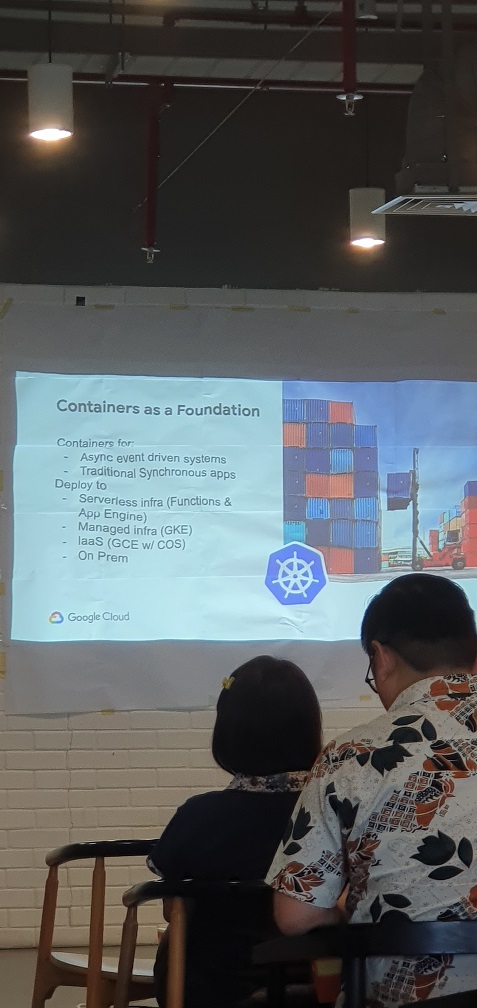 Containers as a Foundation
Containers for:
- Async event driven systems
- Traditional Synchronous apps
Deploy to
- Serverless infra (Functions &
App Engine)
- Managed infra (GKE)
- IaaS (GCE w/ COS)
- On Prem
Google Cloud